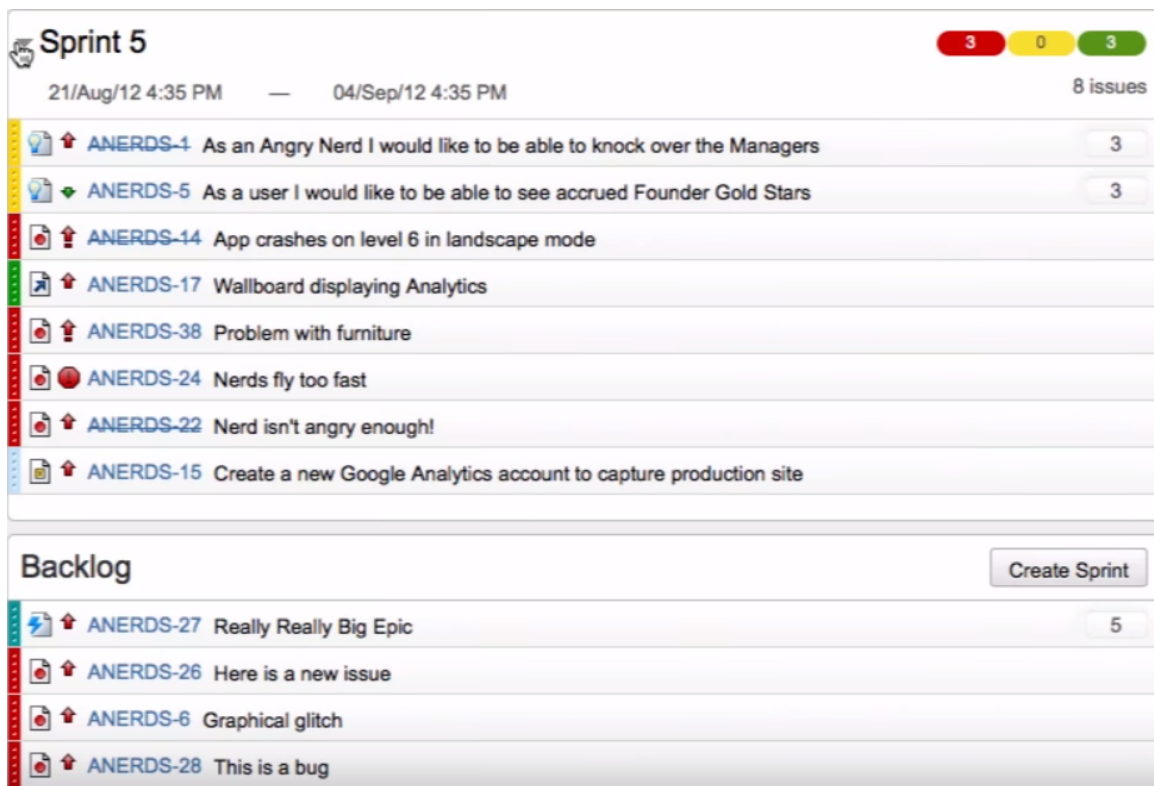 Sprint 5
3 0 3
21/Aug/12 4:35 PM — 04/Sep/12 4:35 PM
8 issues
ANERDS-1 As an Angry Nerd I would like to be able to knock over the Managers 3
ANERDS-5 As a user I would like to be able to see accrued Founder Gold Stars 3
ANERDS-14 App crashes on level 6 in landscape mode
ANERDS-17 Wallboard displaying Analytics
ANERDS-38 Problem with furniture
ANERDS-24 Nerds fly too fast
ANERDS-22 Nerd isn't angry enough!
ANERDS-15 Create a new Google Analytics account to capture production site
Backlog
Create Sprint
ANERDS-27 Really Really Big Epic 5
ANERDS-26 Here is a new issue
ANERDS-6 Graphical glitch
ANERDS-28 This is a bug